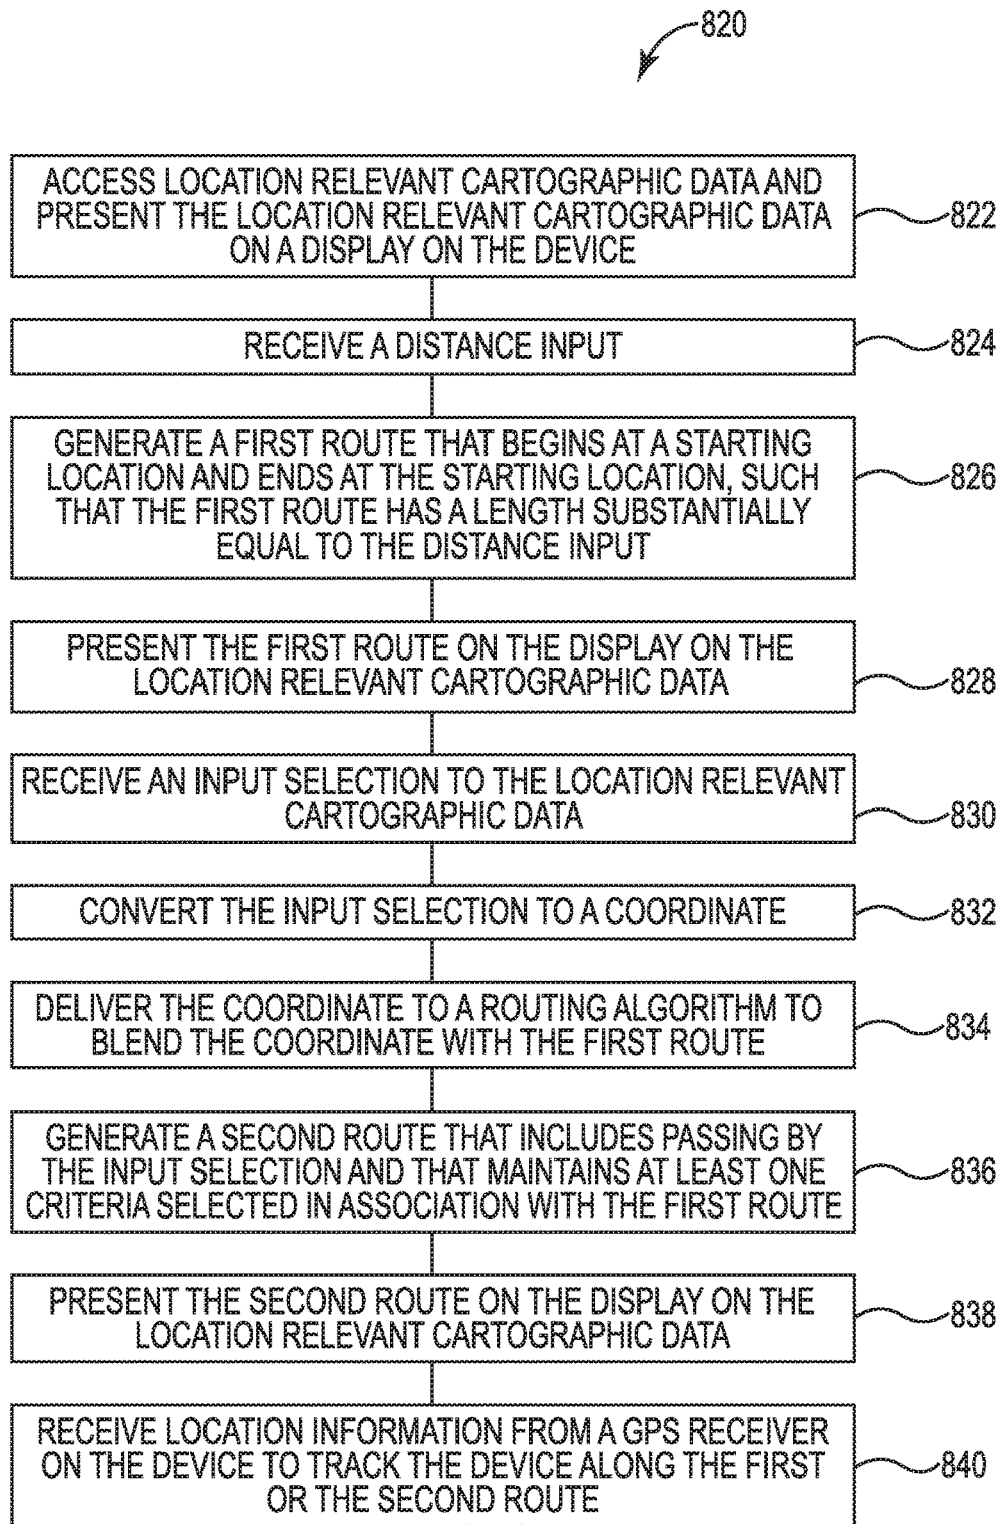 820
ACCESS LOCATION RELEVANT CARTOGRAPHIC DATA AND
PRESENT THE LOCATION RELEVANT CARTOGRAPHIC DATA
ON A DISPLAY ON THE DEVICE
822
RECEIVE A DISTANCE INPUT
824
GENERATE A FIRST ROUTE THAT BEGINS AT A STARTING
LOCATION AND ENDS AT THE STARTING LOCATION, SUCH
THAT THE FIRST ROUTE HAS A LENGTH SUBSTANTIALLY
EQUAL TO THE DISTANCE INPUT
826
PRESENT THE FIRST ROUTE ON THE DISPLAY ON THE
LOCATION RELEVANT CARTOGRAPHIC DATA
828
RECEIVE AN INPUT SELECTION TO THE LOCATION RELEVANT
CARTOGRAPHIC DATA
830
CONVERT THE INPUT SELECTION TO A COORDINATE
832
DELIVER THE COORDINATE TO A ROUTING ALGORITHM TO
BLEND THE COORDINATE WITH THE FIRST ROUTE
834
GENERATE A SECOND ROUTE THAT INCLUDES PASSING BY
THE INPUT SELECTION AND THAT MAINTAINS AT LEAST ONE
CRITERIA SELECTED IN ASSOCIATION WITH THE FIRST ROUTE
836
PRESENT THE SECOND ROUTE ON THE DISPLAY ON THE
LOCATION RELEVANT CARTOGRAPHIC DATA
838
RECEIVE LOCATION INFORMATION FROM A GPS RECEIVER
ON THE DEVICE TO TRACK THE DEVICE ALONG THE FIRST
OR THE SECOND ROUTE
840